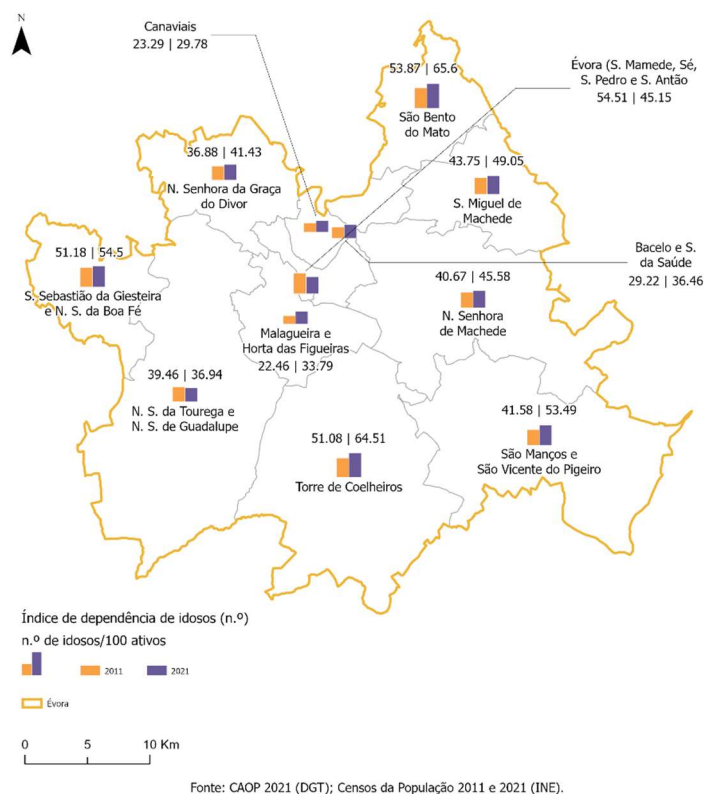 N
Canaviais
23.29 | 29.78
53.87 | 65.6
São Bento
do Mato
Évora (S. Mamede, Sé,
S. Pedro e S. Antão
54.51 | 45.15
36.88 | 41.43
N. Senhora da Graça
do Divor
43.75 | 49.05
S. Miguel de
Machede
51.18 | 54.5
S. Sebastião da Giesteira
e N. S. da Boa Fé
Bacelo e S.
da Saúde
29.22 | 36.46
40.67 | 45.58
N. Senhora
de Machede
Malagueira e
Horta das Figueiras
22.46 | 33.79
39.46 | 36.94
N. S. da Tourega e
N. S. de Guadalupe
41.58 | 53.49
São Manços e
São Vicente do Pigeiro
51.08 | 64.51
Torre de Coelheiros
Índice de dependência de idosos (n.º)
n.º de idosos/100 ativos
2011
2021
Évora
0 5 10 Km
Fonte: CAOP 2021 (DGT); Censos da População 2011 e 2021 (INE).